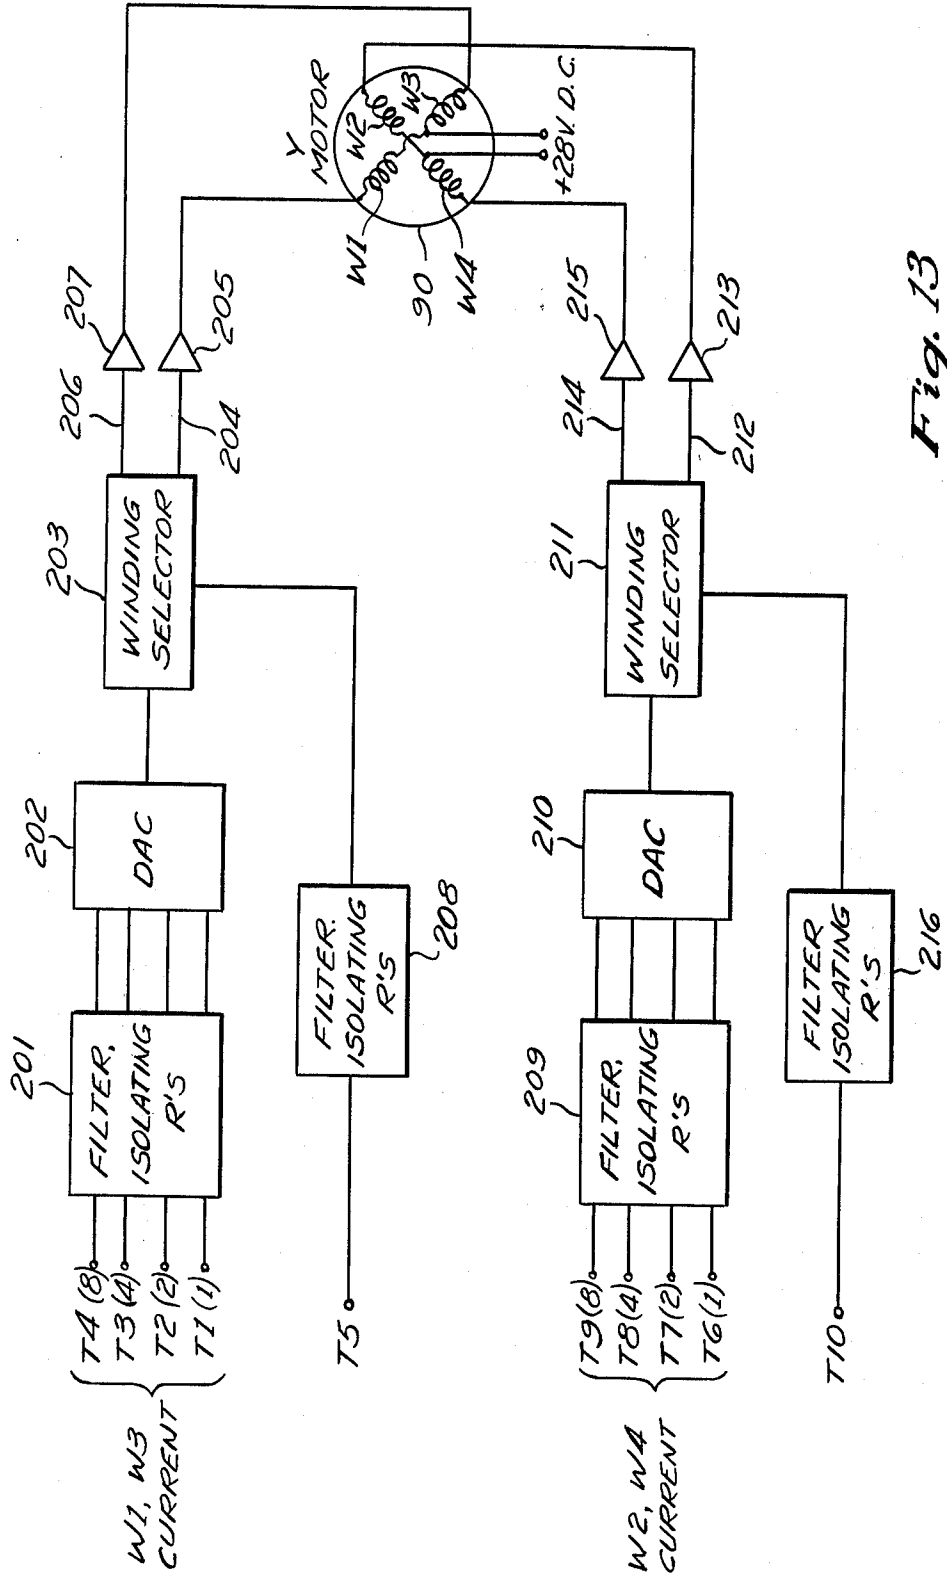 W1, W3
CURRENT
T4(8)
T3(4)
T2(2)
T1(1)
201
FILTER,
ISOLATING
R'S
202
DAC
203
WINDING
SELECTOR
206
207
204
205
T5
FILTER.
ISOLATING
R'S
208
Y
MOTOR
W1
W2
W3
W4
90
+28V. D.C.
W2, W4
CURRENT
T9(8)
T8(4)
T7(2)
T6(1)
209
FILTER,
ISOLATING
R'S
210
DAC
211
WINDING
SELECTOR
214
215
212
213
T10
FILTER
ISOLATING
R'S
216
Fig. 13